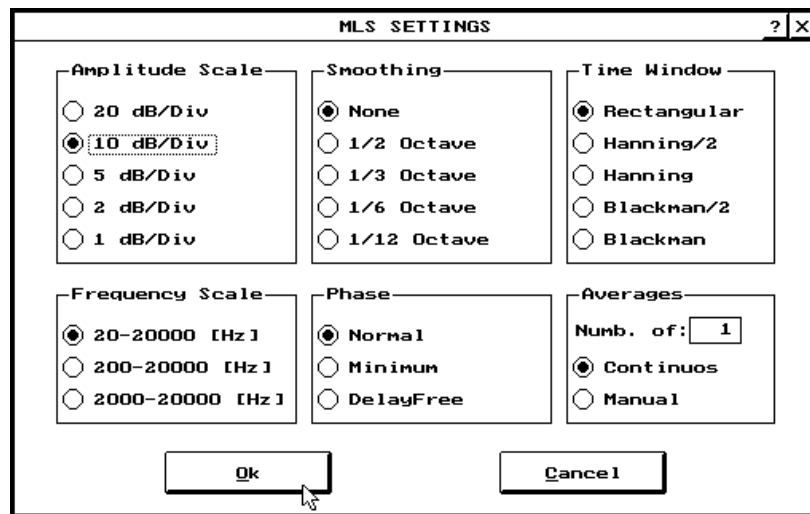 MLS SETTINGS
? X
Amplitude Scale
20 dB/Div
10 dB/Div
5 dB/Div
2 dB/Div
1 dB/Div
Smoothing
None
1/2 Octave
1/3 Octave
1/6 Octave
1/12 Octave
Time Window
Rectangular
Hanning/2
Hanning
Blackman/2
Blackman
Frequency Scale
20-20000 [Hz]
200-20000 [Hz]
2000-20000 [Hz]
Phase
Normal
Minimum
DelayFree
Averages
Numb. of: 1
Continuos
Manual
Ok
Cancel